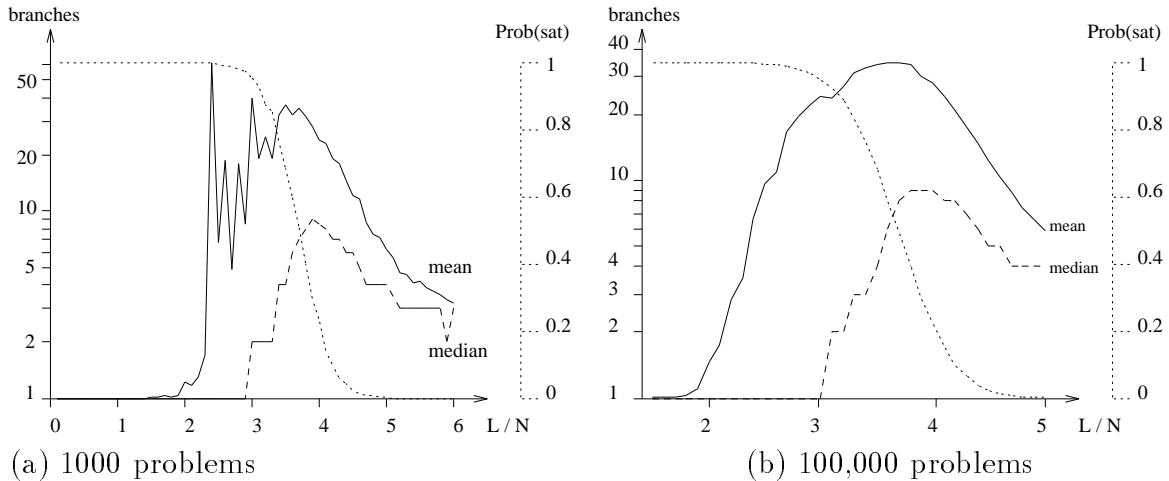 branches
Prob(sat)
50
20
10
5
2
1
mean
median
1
0.8
0.6
0.4
0.2
0
0 1 2 3 4 5 6 L / N
(a) 1000 problems
branches
Prob(sat)
40
30
20
10
5
4
3
2
1
mean
median
1
0.8
0.6
0.4
0.2
0
2 3 4 5 L / N
(b) 100,000 problems